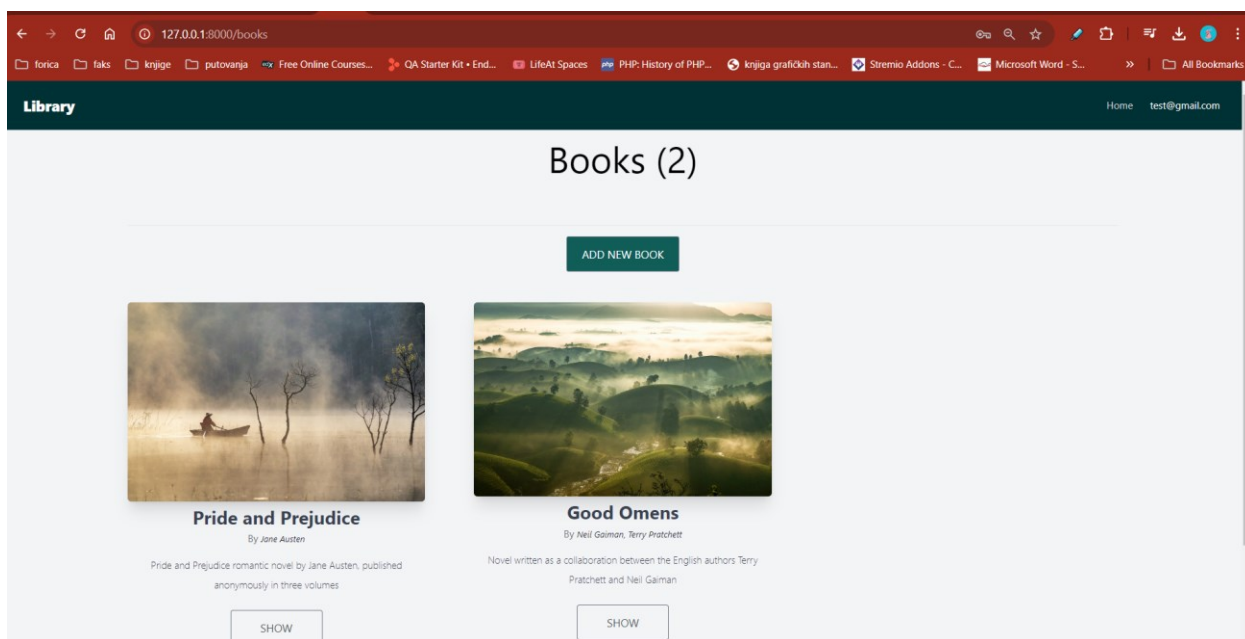 127.0.0.1:8000/books
forica faks knjige putovanja Free Online Courses... QA Starter Kit • End... LifeAt Spaces PHP: History of PHP... knjiga grafičkih stan... Stremio Addons - C... Microsoft Word - S... » All Bookmarks
Library Home test@gmail.com
Books (2)
ADD NEW BOOK
Pride and Prejudice
By Jane Austen
Pride and Prejudice romantic novel by Jane Austen, published
anonymously in three volumes
SHOW
Good Omens
By Neil Gaiman, Terry Pratchett
Novel written as a collaboration between the English authors Terry
Pratchett and Neil Gaiman
SHOW